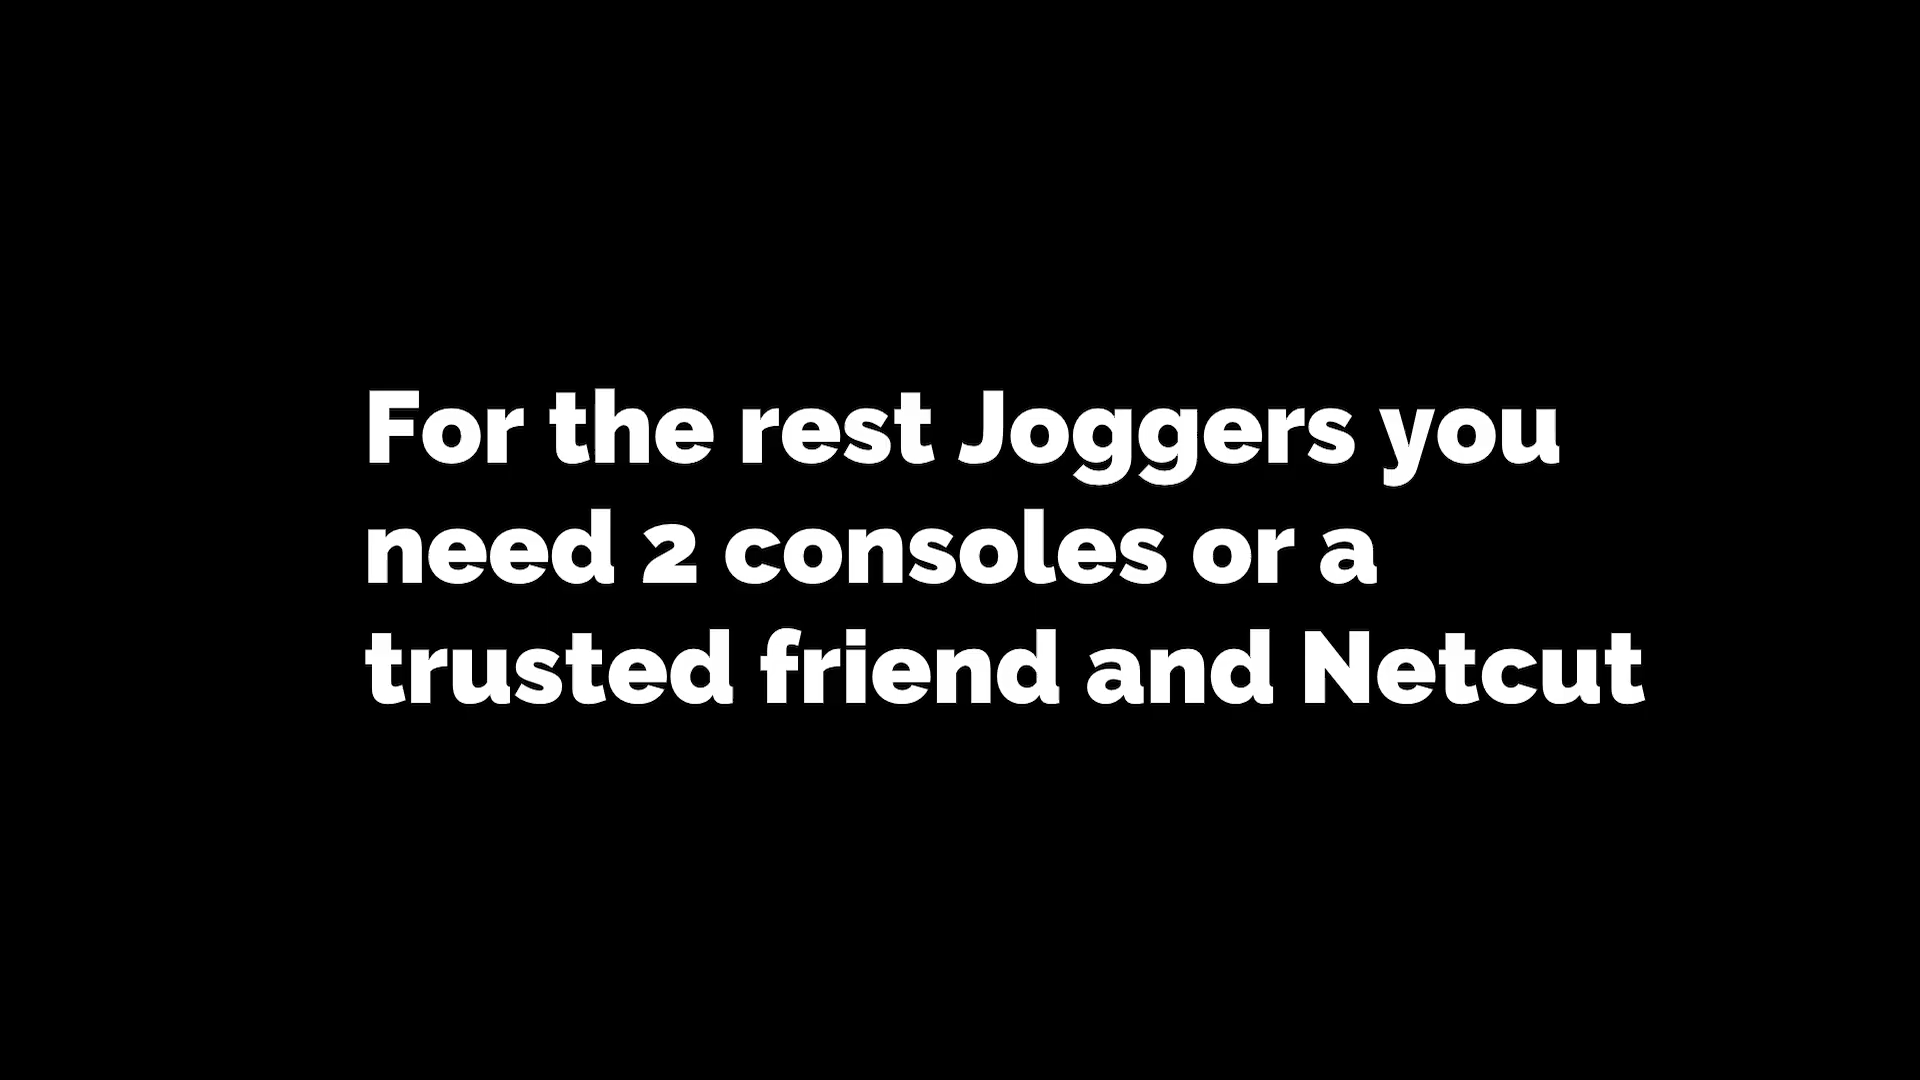 For the rest Joggers you
need 2 consoles or a
trusted friend and Netcut